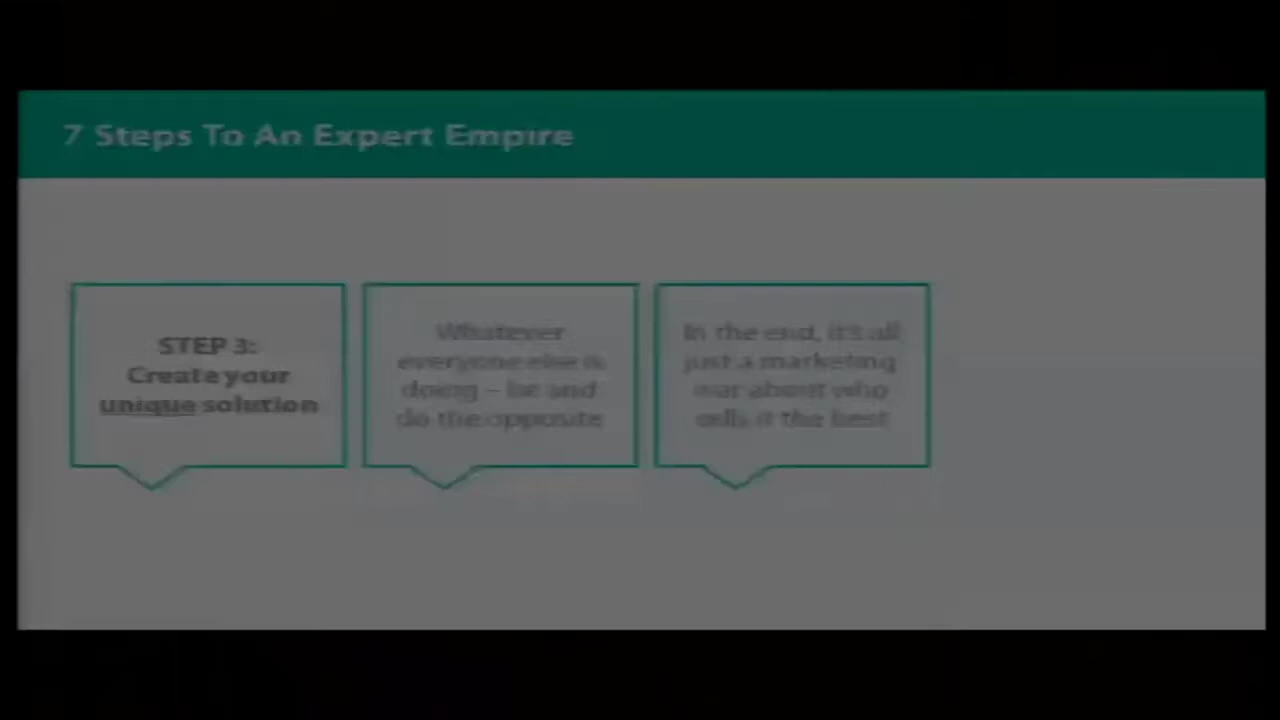 7 Steps To An Expert Empire
STEP 3:
Create your
unique solution
Whatever
everyone else is
doing – list and
do the opposite
In the end, it's all
just a marketing
war about who
sells it the best